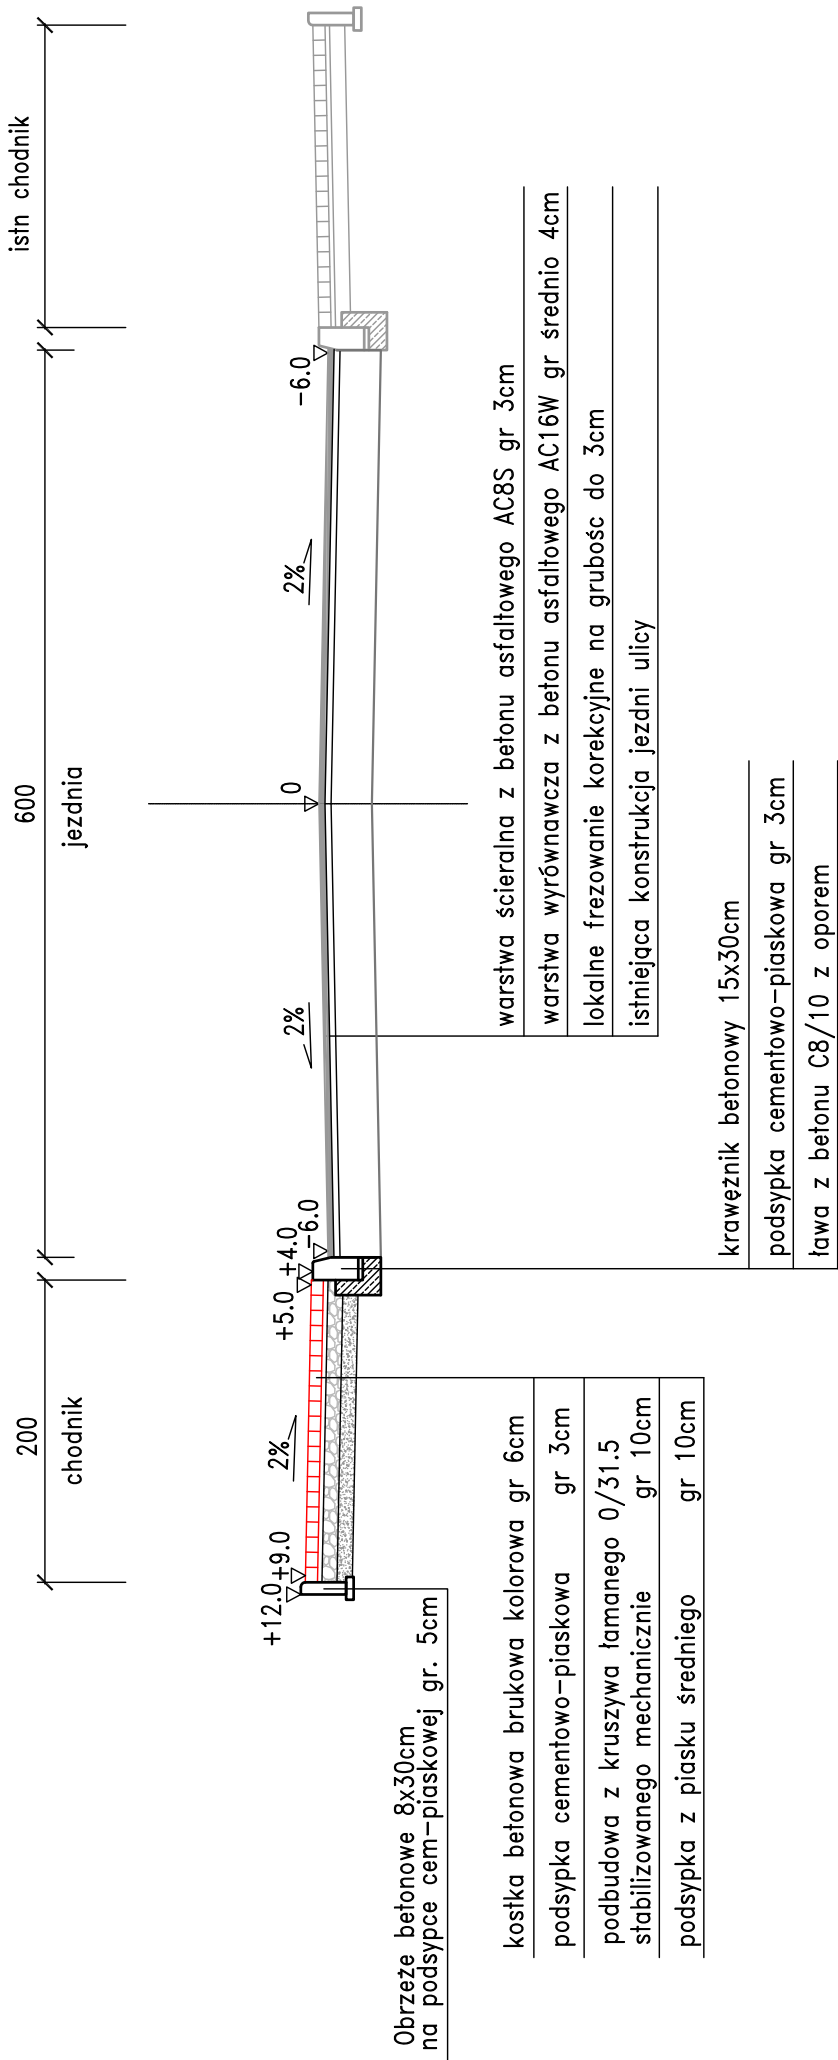 200
600
chodnik
jezdnia
istn chodnik
+12.0
+9.0
2%
+5.0
+4.0
-6.0
2%
0
2%
-6.0
Obrzeże betonowe 8x30cm
na podsypce cem-piaskowej gr. 5cm
kostka betonowa brukowa kolorowa gr 6cm
podsypka cementowo-piaskowa gr 3cm
podbudowa z kruszywa łamanego 0/31.5
stabilizowanego mechanicznie gr 10cm
podsypka z piasku średniego gr 10cm
warstwa ścieralna z betonu asfaltowego AC8S gr 3cm
warstwa wyrównawcza z betonu asfaltowego AC16W gr średnio 4cm
lokalne frezowanie korekcyjne na grubośc do 3cm
istniejąca konstrukcja jezdni ulicy
krawężnik betonowy 15x30cm
podsypka cementowo-piaskowa gr 3cm
ława z betonu C8/10 z oporem